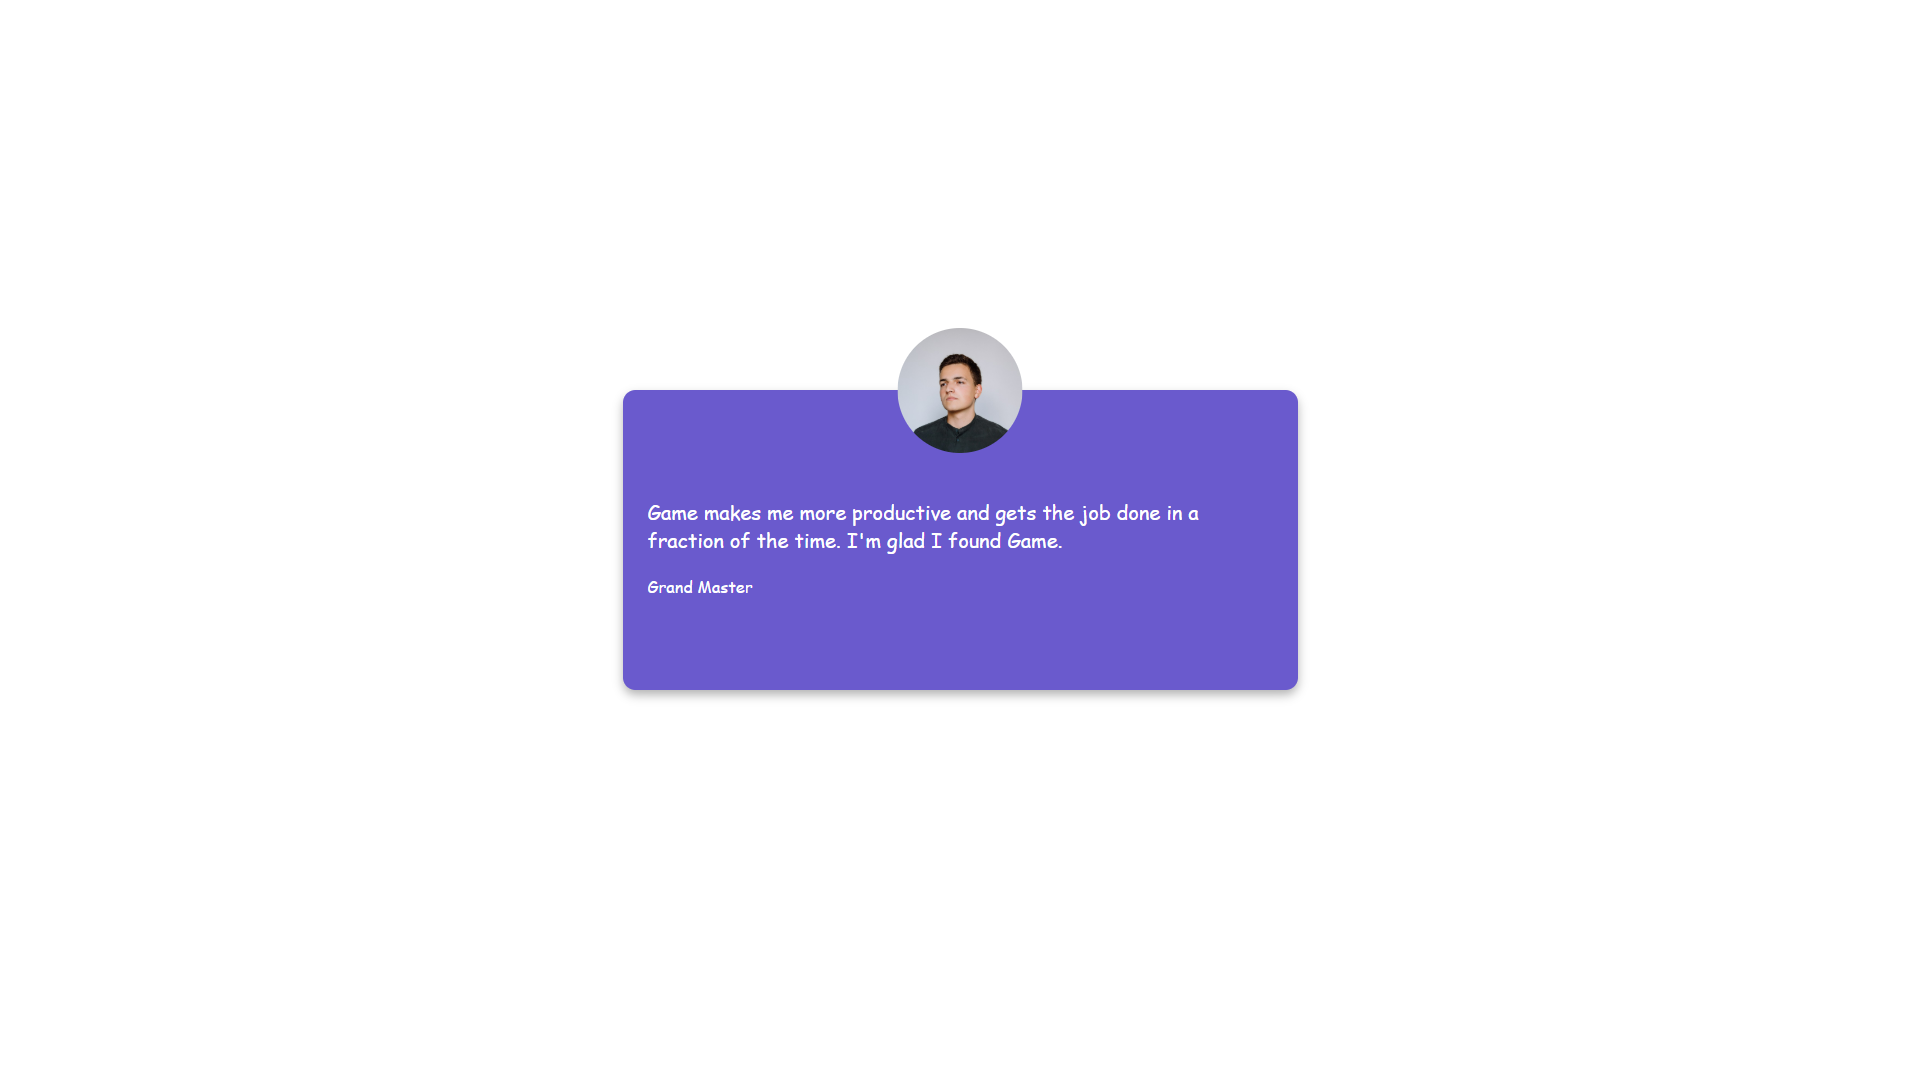 Game makes me more productive and gets the job done in a
fraction of the time. I'm glad I found Game.
Grand Master